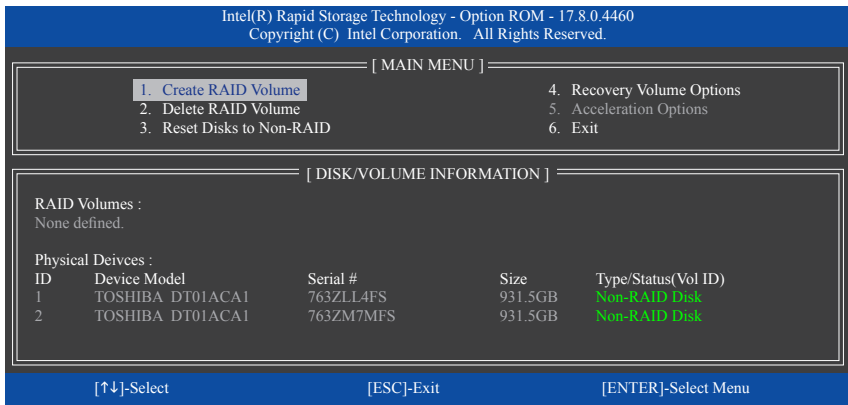 Intel(R) Rapid Storage Technology - Option ROM - 17.8.0.4460
Copyright (C) Intel Corporation. All Rights Reserved.
[ MAIN MENU ]
1. Create RAID Volume
2. Delete RAID Volume
3. Reset Disks to Non-RAID
4. Recovery Volume Options
5. Acceleration Options
6. Exit
[ DISK/VOLUME INFORMATION ]
RAID Volumes :
None defined.
Physical Deivces :
ID Device Model Serial # Size Type/Status(Vol ID)
1 TOSHIBA DT01ACA1 763ZLL4FS 931.5GB Non-RAID Disk
2 TOSHIBA DT01ACA1 763ZM7MFS 931.5GB Non-RAID Disk
[↑↓]-Select [ESC]-Exit [ENTER]-Select Menu